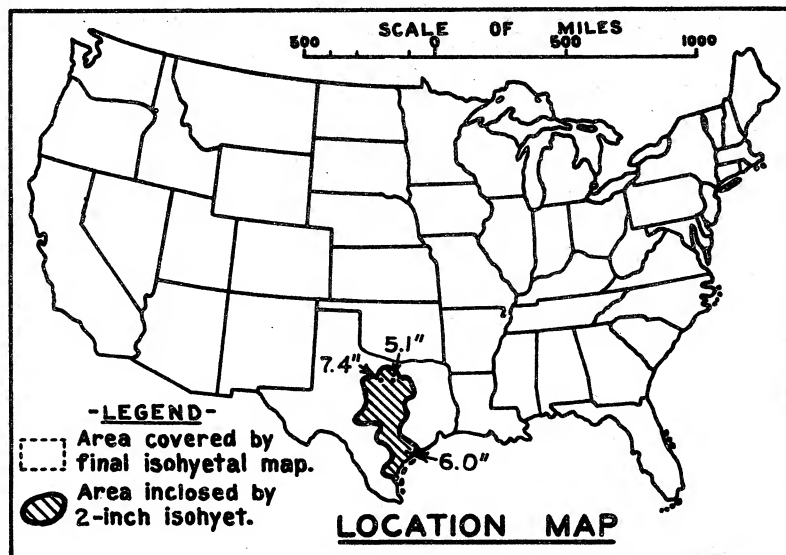 SCALE OF MILES
500 0 500 1000
5.1"
7.4"
6.0"
-LEGEND-
Area covered by
final isohyetal map.
Area inclosed by
2-inch isohyet.
LOCATION MAP